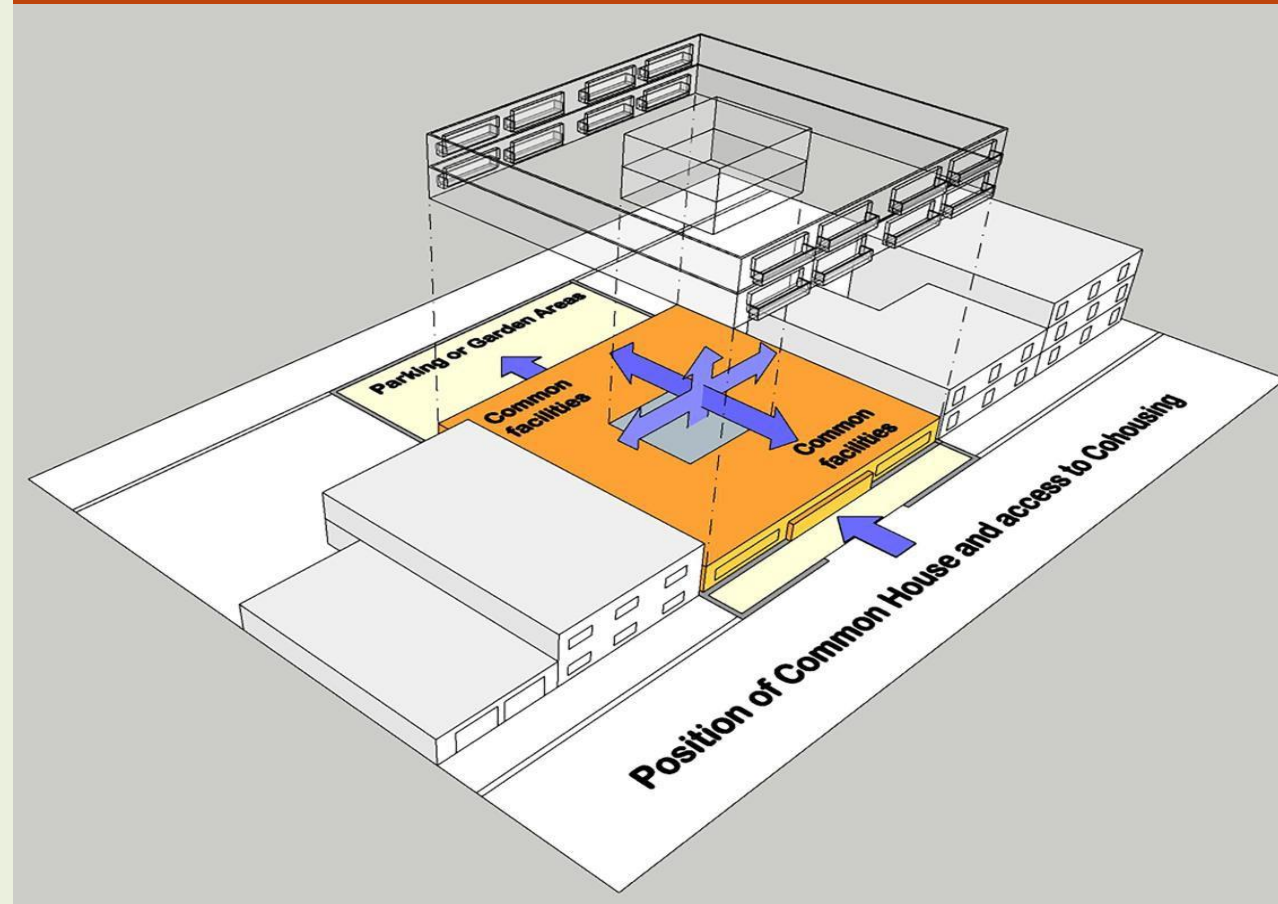 Parking or Garden Areas
Common
facilities
Common
facilities
Position of Common House and access to Cohousing